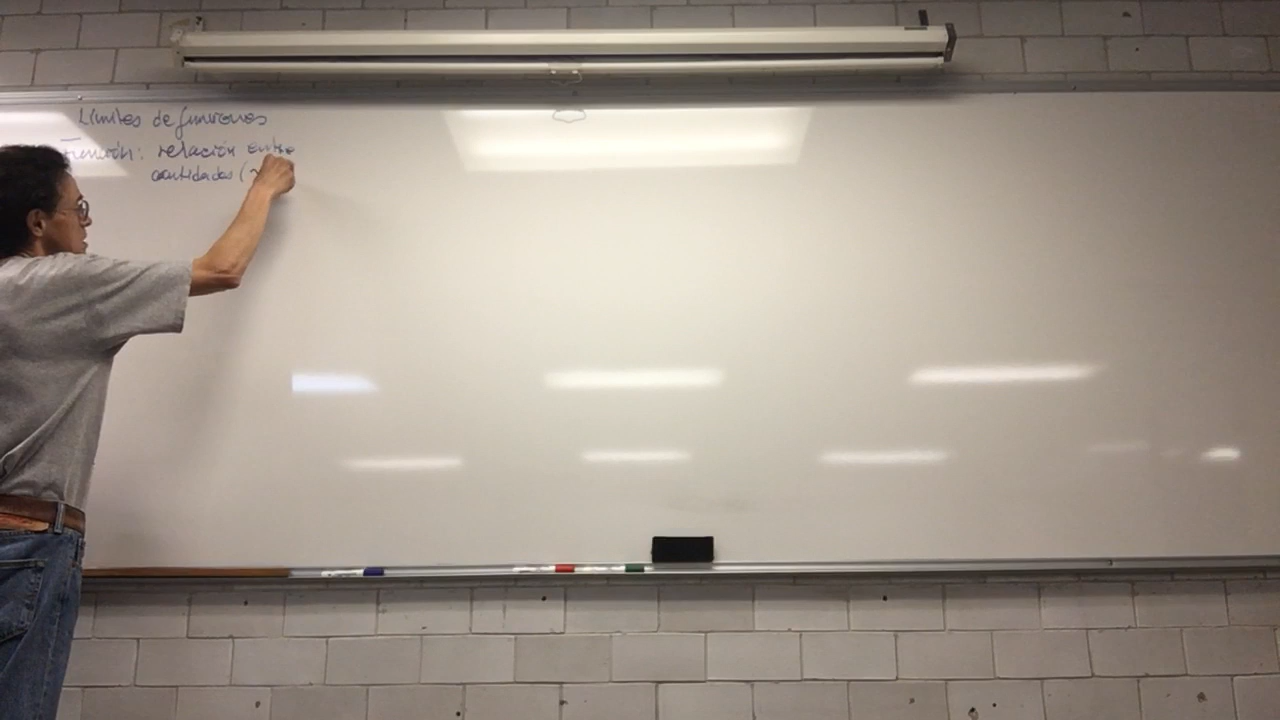 Límites de funciones
Función: relación entre
cantidades (